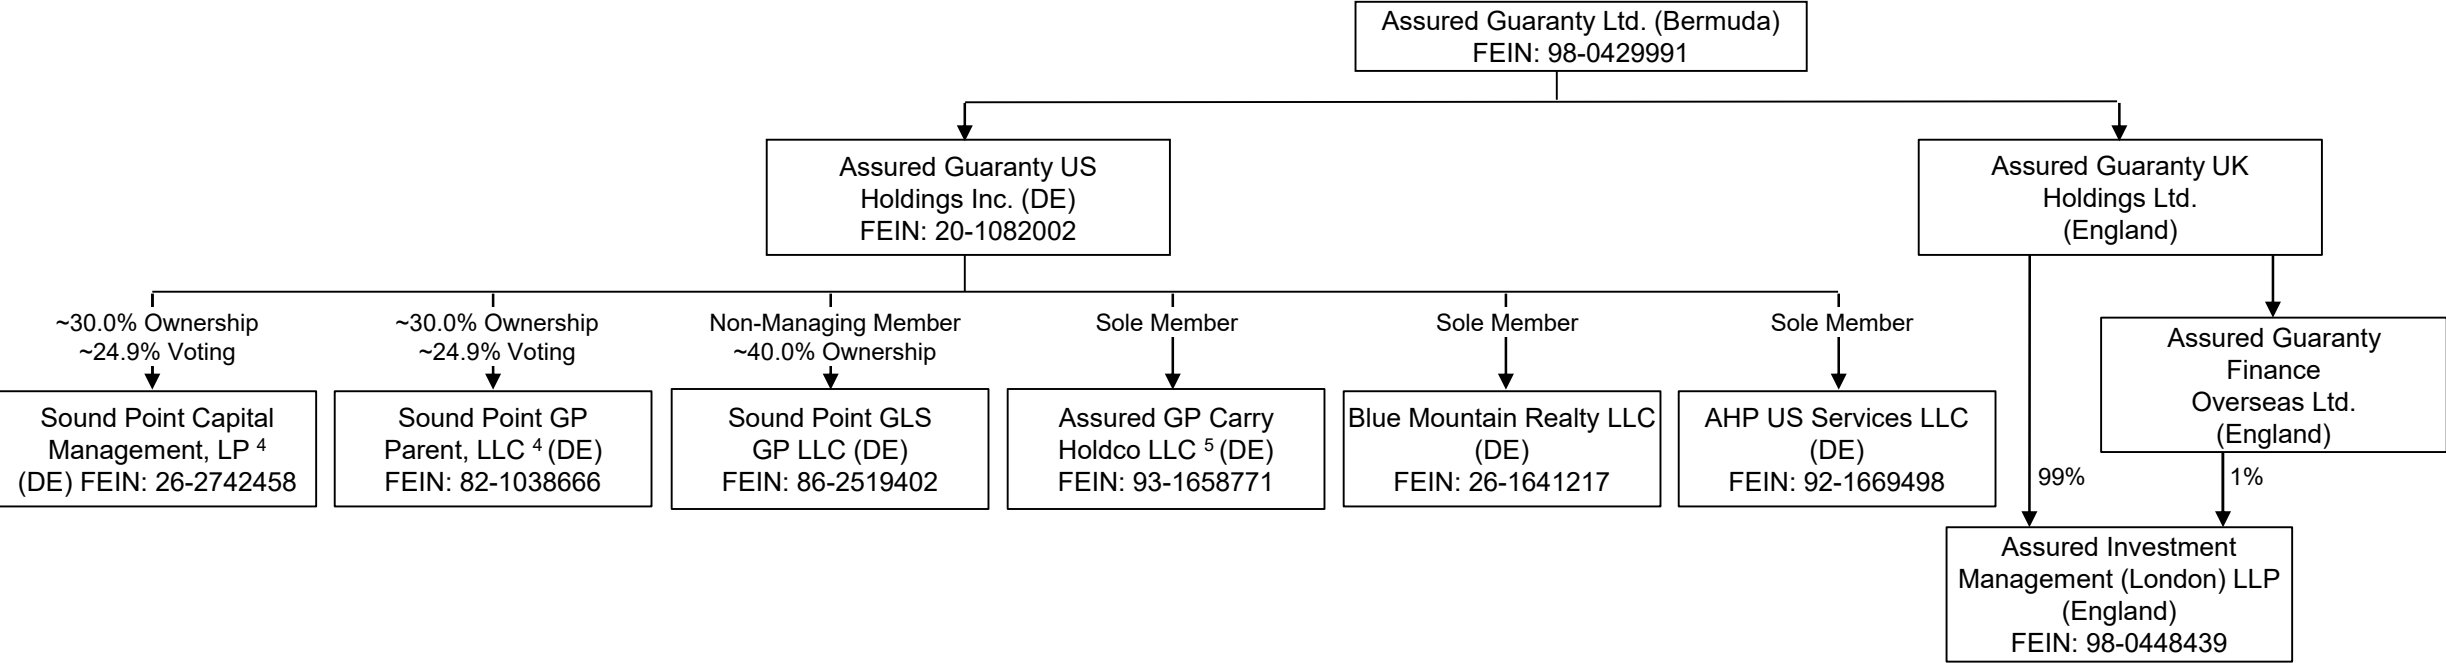 Assured Guaranty Ltd. (Bermuda)
FEIN: 98-0429991
Assured Guaranty US
Holdings Inc. (DE)
FEIN: 20-1082002
Assured Guaranty UK
Holdings Ltd.
(England)
~30.0% Ownership
~24.9% Voting
~30.0% Ownership
~24.9% Voting
Non-Managing Member
~40.0% Ownership
Sole Member
Sole Member
Sole Member
Sound Point Capital
Management, LP 4
(DE) FEIN: 26-2742458
Sound Point GP
Parent, LLC 4 (DE)
FEIN: 82-1038666
Sound Point GLS
GP LLC (DE)
FEIN: 86-2519402
Assured GP Carry
Holdco LLC 5 (DE)
FEIN: 93-1658771
Blue Mountain Realty LLC
(DE)
FEIN: 26-1641217
AHP US Services LLC
(DE)
FEIN: 92-1669498
Assured Guaranty
Finance
Overseas Ltd.
(England)
99%
1%
Assured Investment
Management (London) LLP
(England)
FEIN: 98-0448439